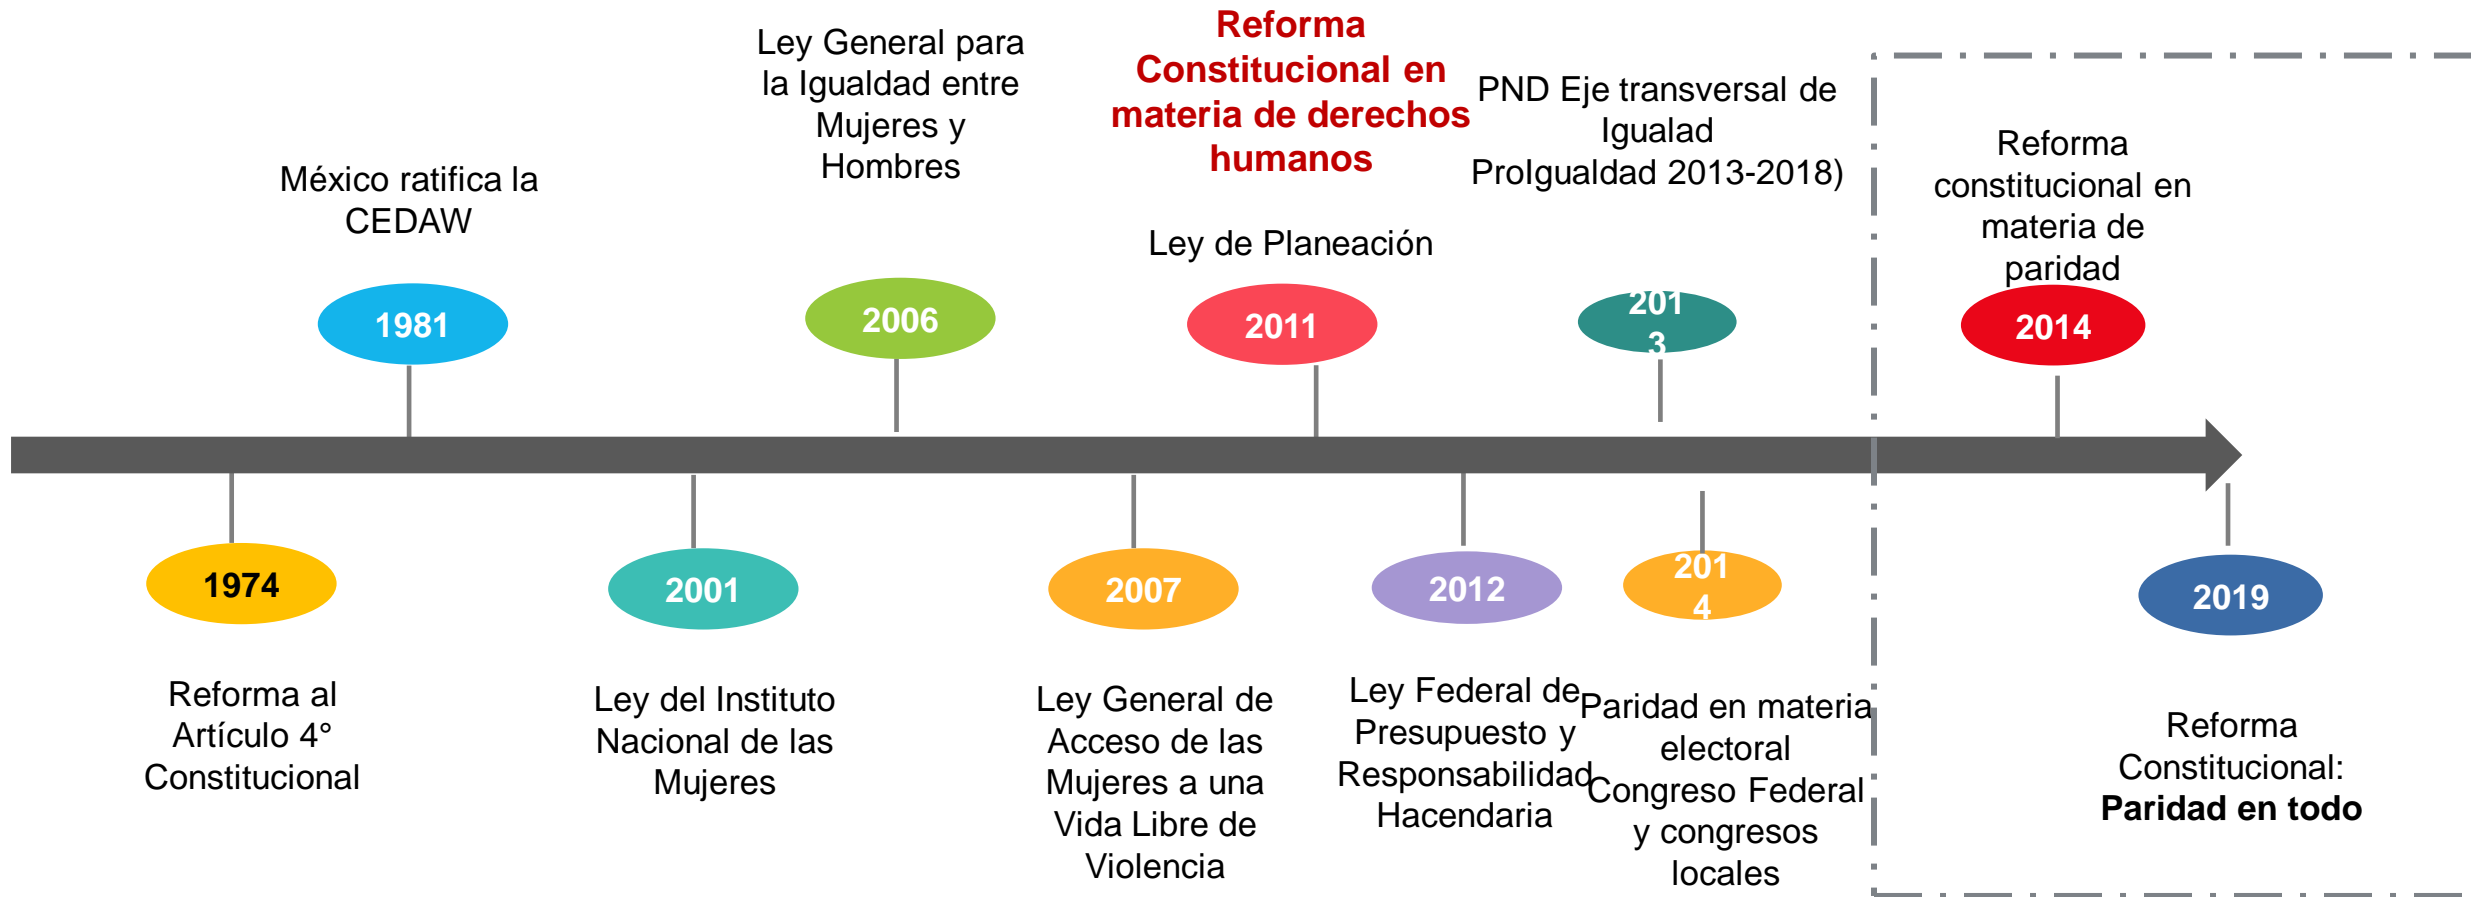 México ratifica la
CEDAW
1981
Ley General para
la Igualdad entre
Mujeres y
Hombres
2006
Reforma
Constitucional en
materia de derechos
humanos
Ley de Planeación
2011
PND Eje transversal de
Igualad
ProIgualdad 2013-2018)
201
3
Reforma
constitucional en
materia de
paridad
2014
1974
Reforma al
Artículo 4°
Constitucional
2001
Ley del Instituto
Nacional de las
Mujeres
2007
Ley General de
Acceso de las
Mujeres a una
Vida Libre de
Violencia
2012
Ley Federal de
Presupuesto y
Responsabilidad
Hacendaria
201
4
Paridad en materia
electoral
Congreso Federal
y congresos
locales
2019
Reforma
Constitucional:
Paridad en todo